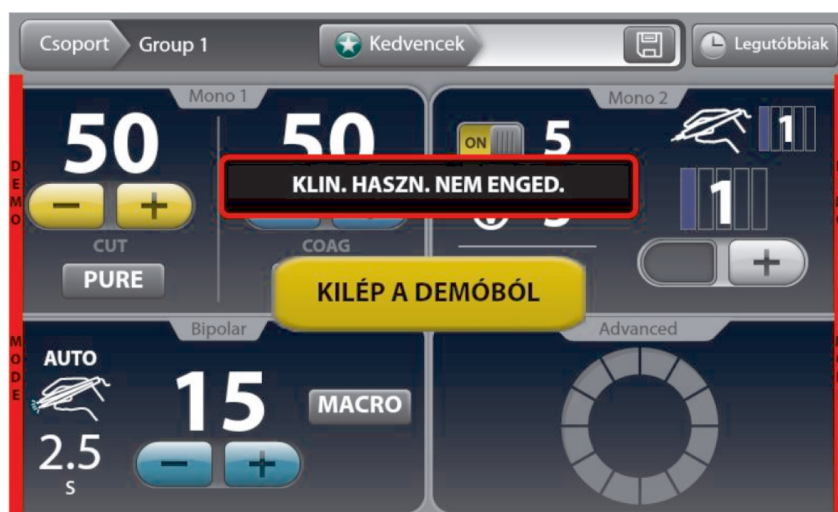 Csoport Group 1 Kedvencek Legutóbbiak
Mono 1 Mono 2
50 50 ON 5 1
KLIN. HASZN. NEM ENGED.
1
− + +
CUT COAG
PURE
KILÉP A DEMÓBÓL
Bipolar Advanced
AUTO
15 MACRO
2.5
s
− +
DEMO
MODE